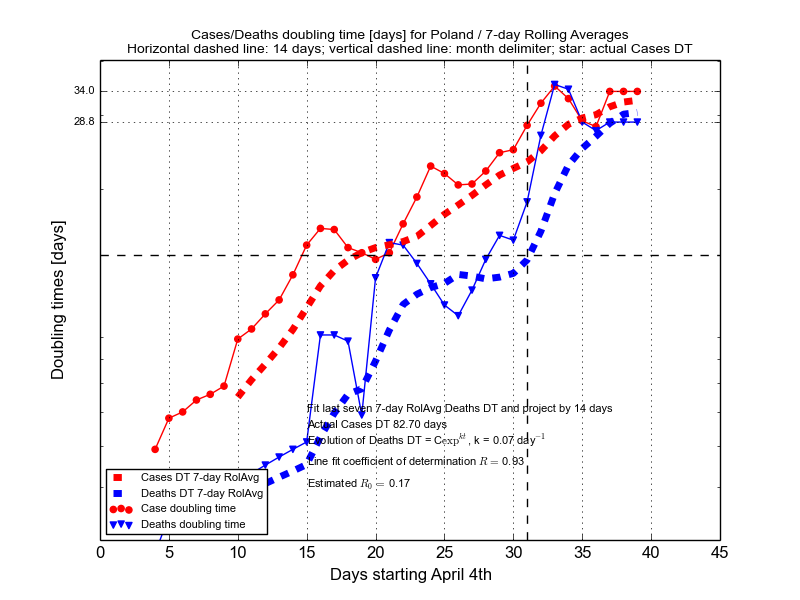 Cases/Deaths doubling time [days] for Poland / 7-day Rolling Averages
Horizontal dashed line: 14 days; vertical dashed line: month delimiter; star: actual Cases DT
34.0
28.8
Doubling times [days]
Fit last seven 7-day RolAvg Deaths DT and project by 14 days
Actual Cases DT 82.70 days
Evolution of Deaths DT = Cexp^{kt}, k = 0.07 day^{-1}
Line fit coefficient of determination R = 0.93
Estimated R_0 = 0.17
Cases DT 7-day RolAvg
Deaths DT 7-day RolAvg
Case doubling time
Deaths doubling time
0 5 10 15 20 25 30 35 40 45
Days starting April 4th